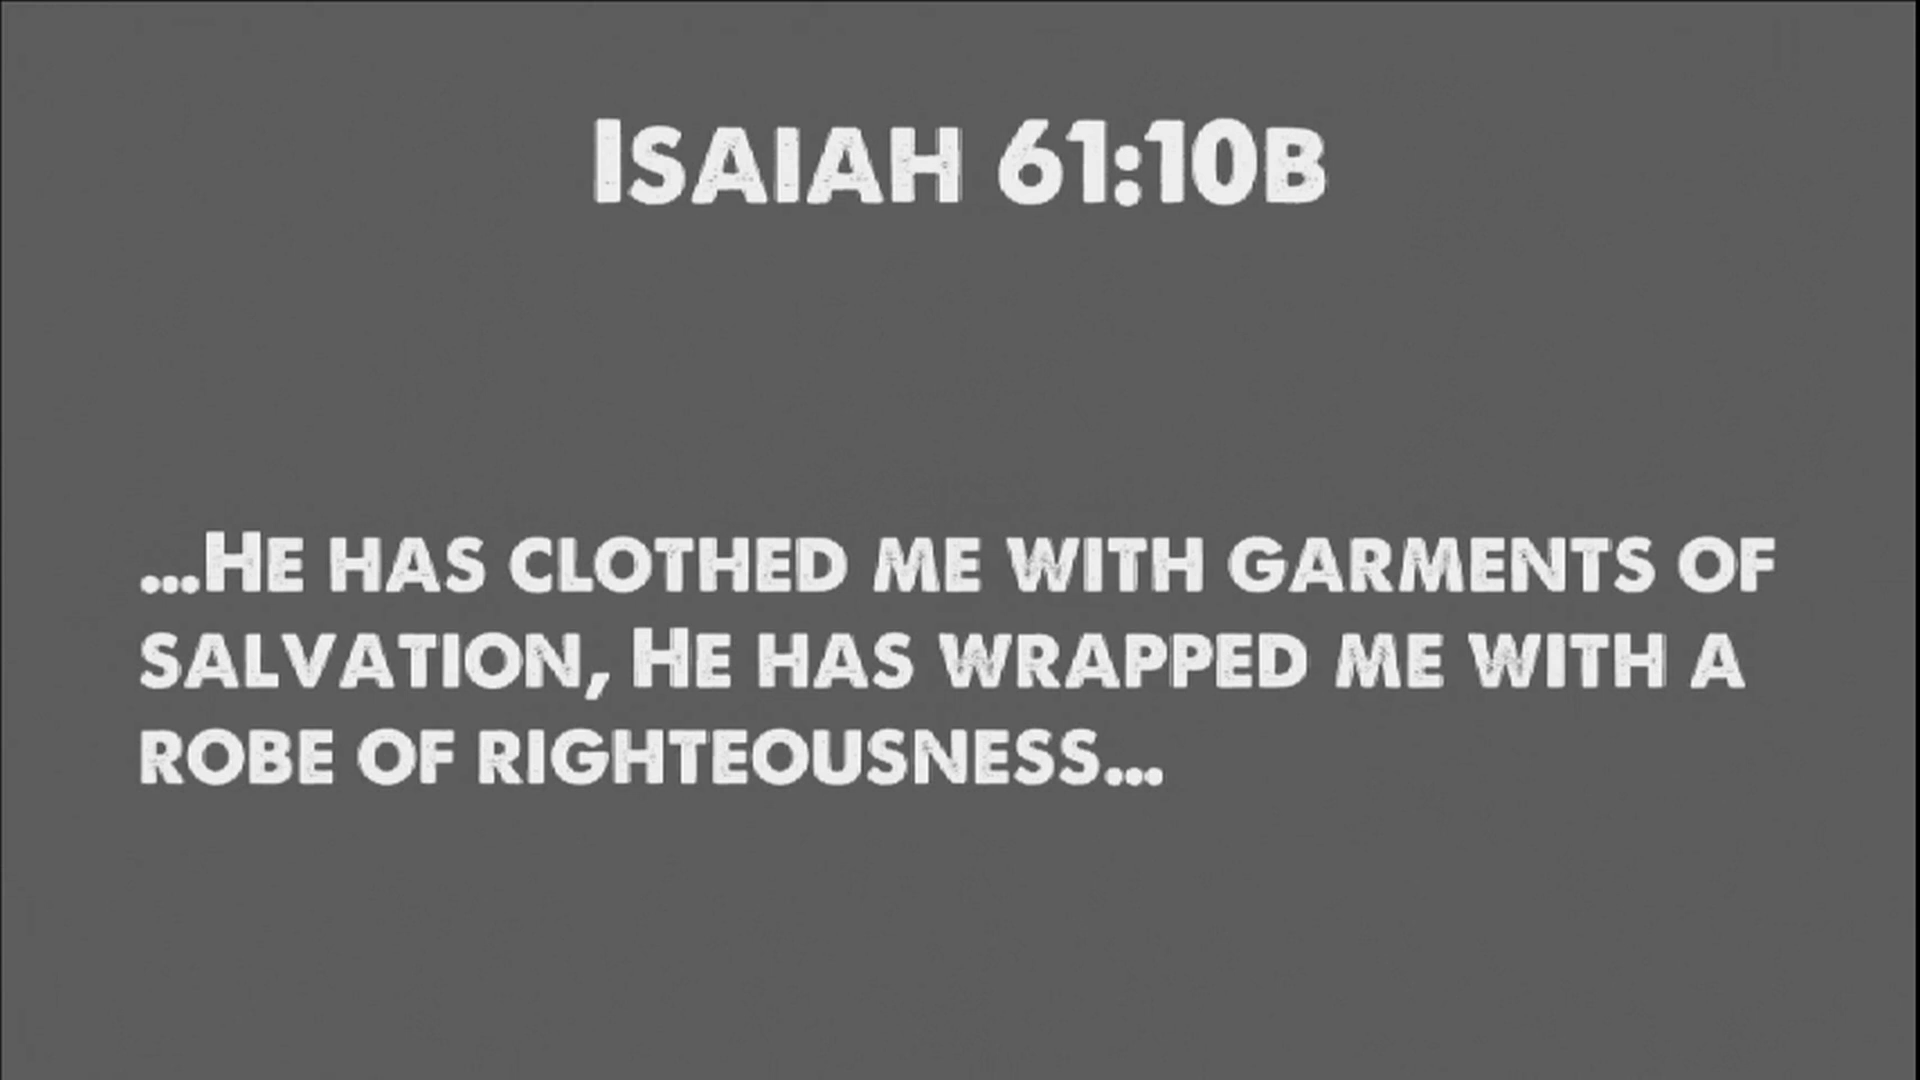 Isaiah 61:10b
...He has clothed me with garments of
salvation, He has wrapped me with a
robe of righteousness...